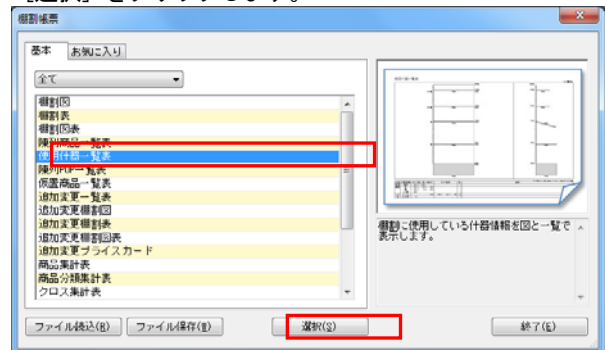 [選択]をクリックします。
棚割帳票
基本 お気に入り
全て
棚割図
棚割表
棚割図表
陳列商品一覧表
使用什器一覧表
陳列POP一覧表
仮置商品一覧表
追加変更一覧表
追加変更棚割図
追加変更棚割表
追加変更棚割図表
追加変更プライスカード
商品集計表
商品分類集計表
クロス集計表
棚割に使用している什器情報を図と一覧で
表示します。
ファイル読込(R) ファイル保存(W) 選択(S) 終了(E)